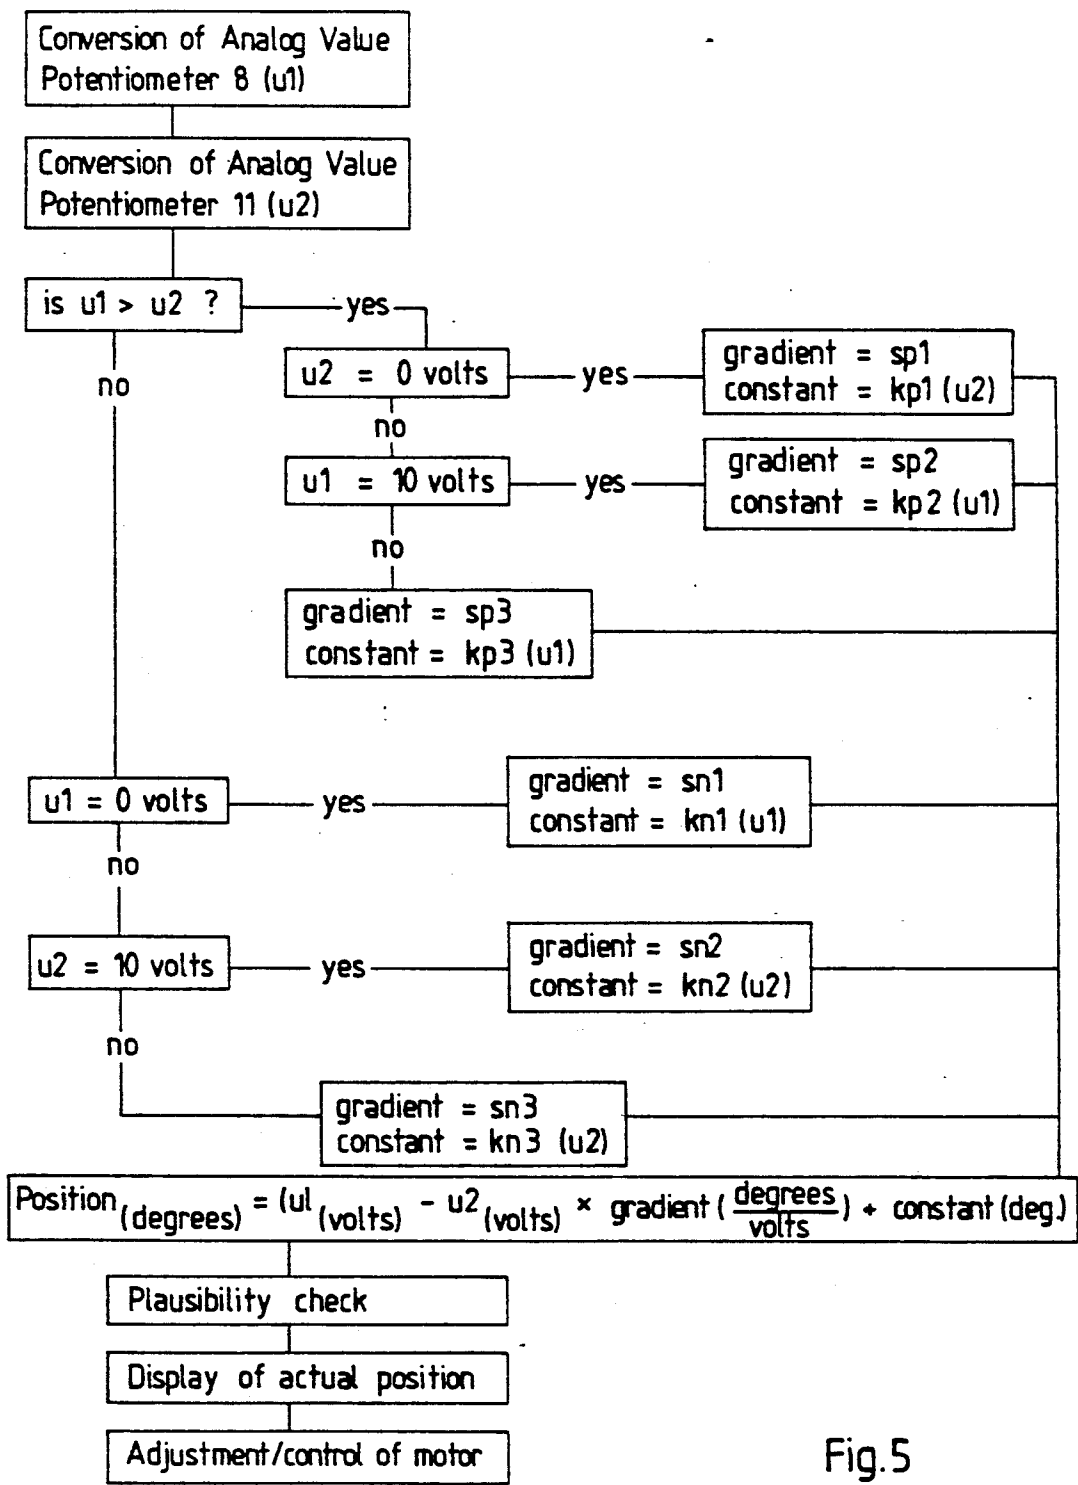 Conversion of Analog Value
Potentiometer 8 (u1)
Conversion of Analog Value
Potentiometer 11 (u2)
is u1 > u2 ?
yes
no
u2 = 0 volts
yes
gradient = sp1
constant = kp1 (u2)
no
u1 = 10 volts
yes
gradient = sp2
constant = kp2 (u1)
no
gradient = sp3
constant = kp3 (u1)
u1 = 0 volts
yes
gradient = sn1
constant = kn1 (u1)
no
u2 = 10 volts
yes
gradient = sn2
constant = kn2 (u2)
no
gradient = sn3
constant = kn3 (u2)
Position (degrees) = (u1 (volts) - u2 (volts) × gradient (degrees/volts) + constant (deg.)
Plausibility check
Display of actual position
Adjustment/control of motor
Fig.5